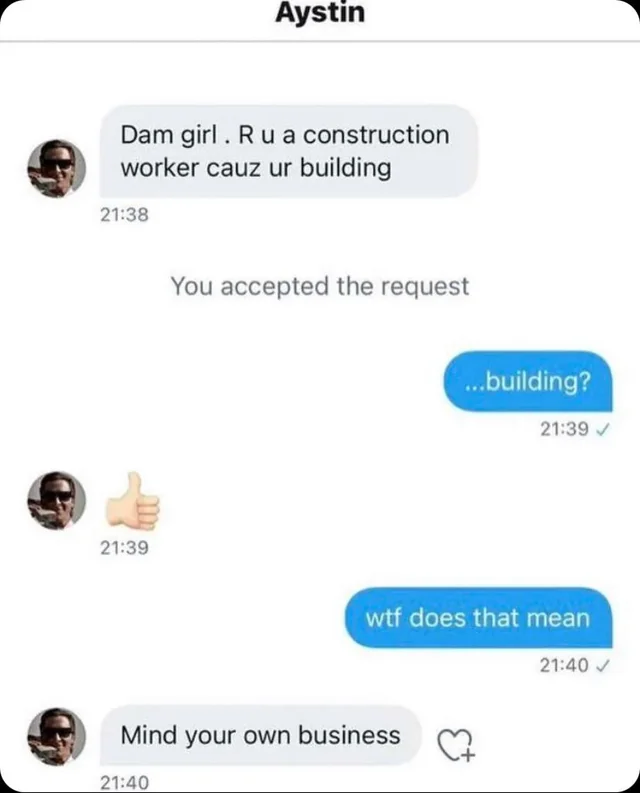 Aystin
Dam girl . R u a construction
worker cauz ur building
21:38
You accepted the request
...building?
21:39 ✓
👍🏻
21:39
wtf does that mean
21:40 ✓
Mind your own business
21:40